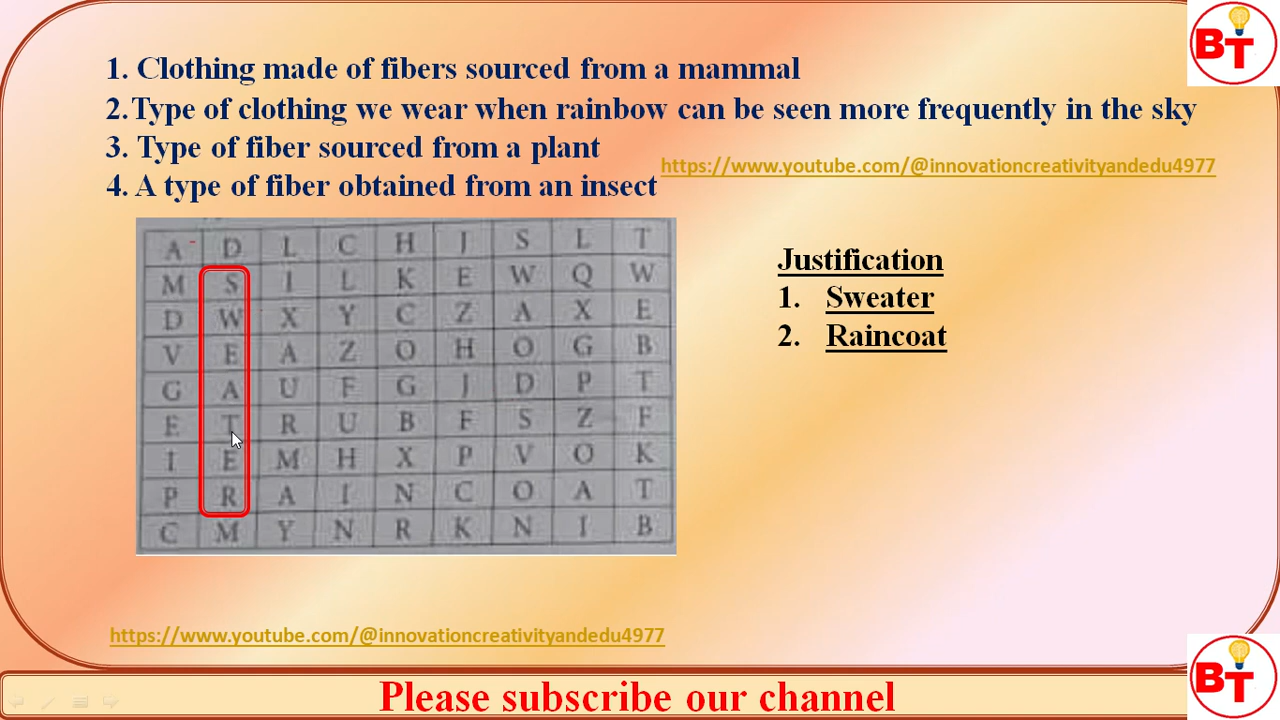 BT
1. Clothing made of fibers sourced from a mammal
2.Type of clothing we wear when rainbow can be seen more frequently in the sky
3. Type of fiber sourced from a plant
https://www.youtube.com/@innovationcreativityandedu4977
4. A type of fiber obtained from an insect
A D L C H J S L T
M S I L K E W Q W
D W X Y C Z A X E
V E A Z O H O G B
G A U F G J D P T
E T R U B F S Z F
I E M H X P V O K
P R A I N C O A T
C M Y N R K N I B
Justification
1. Sweater
2. Raincoat
https://www.youtube.com/@innovationcreativityandedu4977
Please subscribe our channel
BT